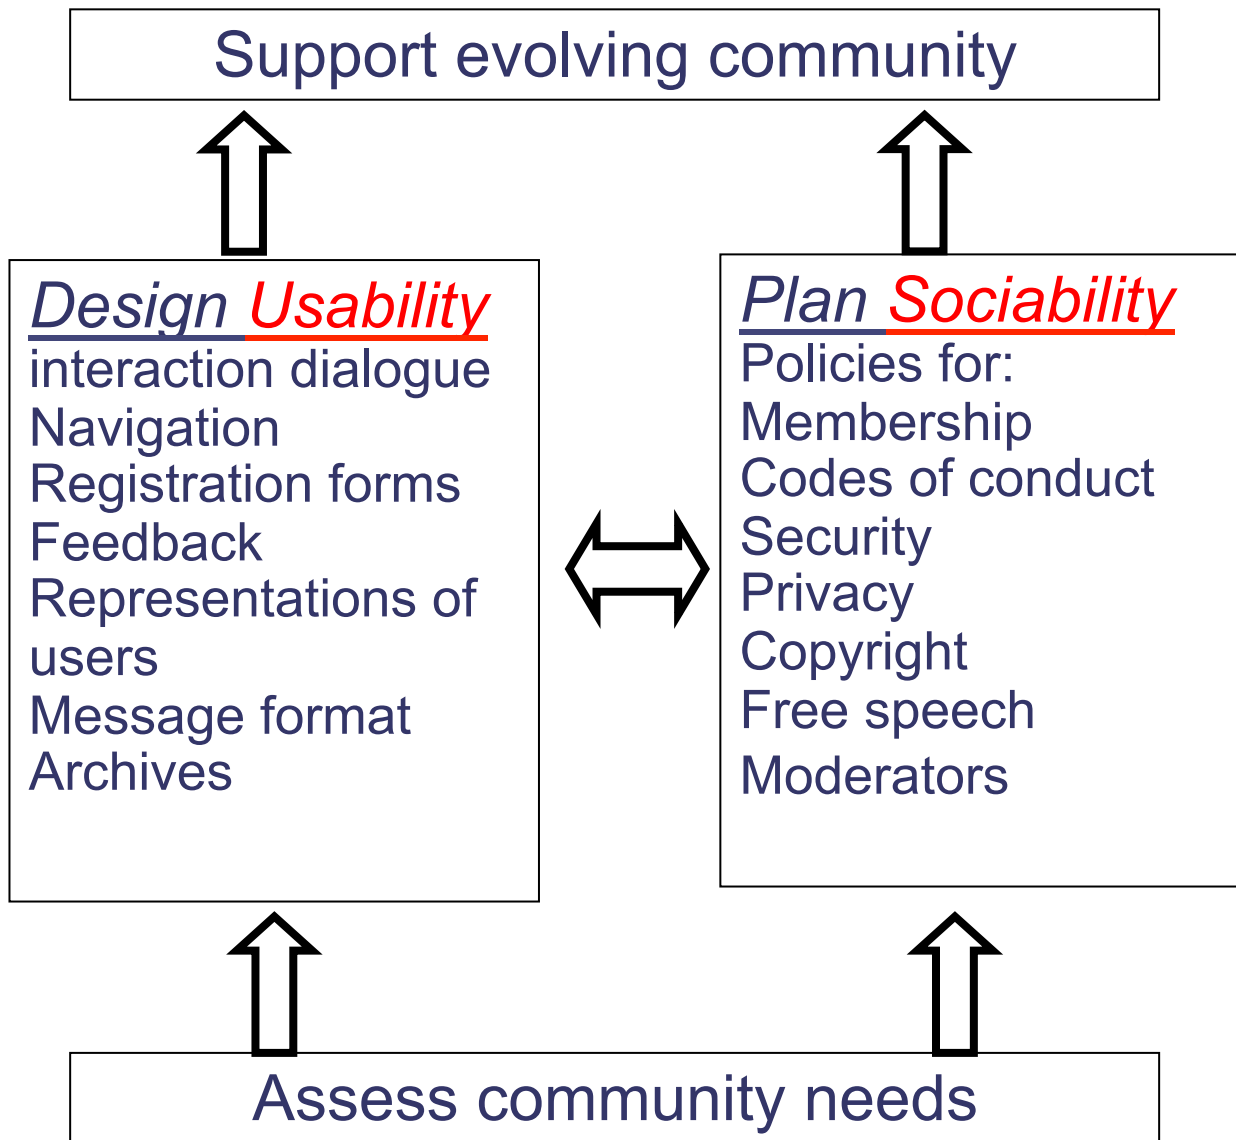 Support evolving community
Design Usability
interaction dialogue
Navigation
Registration forms
Feedback
Representations of
users
Message format
Archives
Plan Sociability
Policies for:
Membership
Codes of conduct
Security
Privacy
Copyright
Free speech
Moderators
Assess community needs